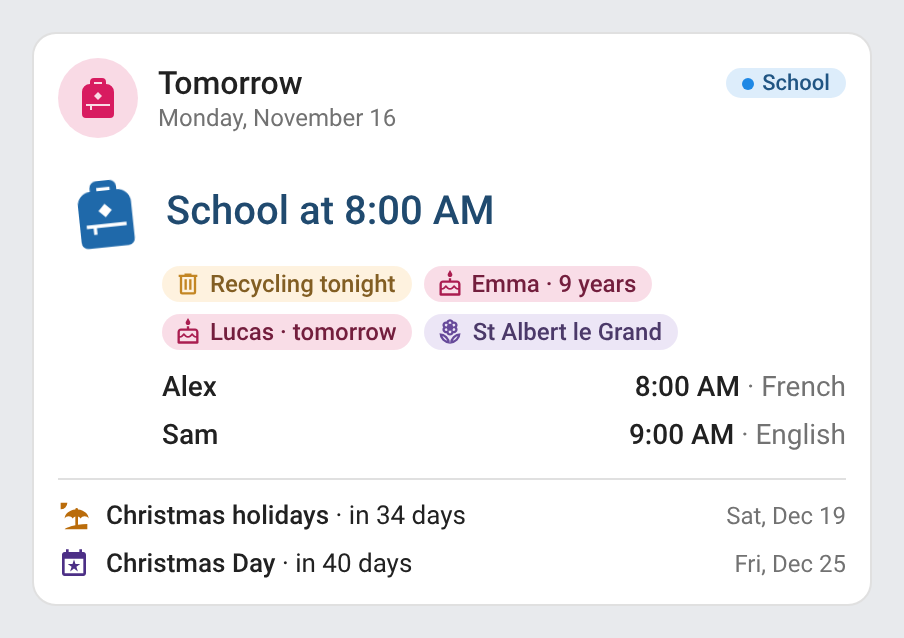 Tomorrow
School
Monday, November 16
School at 8:00 AM
Recycling tonight
Emma · 9 years
Lucas · tomorrow
St Albert le Grand
Alex 8:00 AM · French
Sam 9:00 AM · English
Christmas holidays · in 34 days Sat, Dec 19
Christmas Day · in 40 days Fri, Dec 25